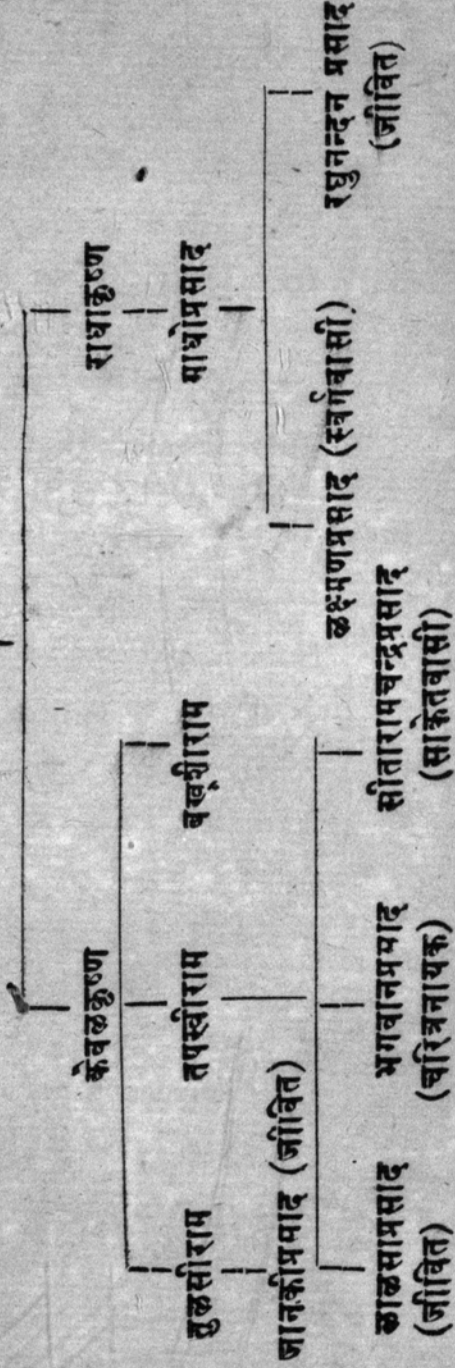 केवलकृष्ण राधाकृष्ण
तुलसीराम तपस्वीराम बख़्शीराम माधोप्रसाद
जानकीप्रसाद (जीवित)
लक्ष्मणप्रसाद (स्वर्गवासी) रघुनन्दन प्रसाद
(जीवित)
लालसाप्रसाद भगवानप्रसाद सीतारामचन्द्रप्रसाद
(जीवित) (चरित्रनायक) (साकेतवासी)